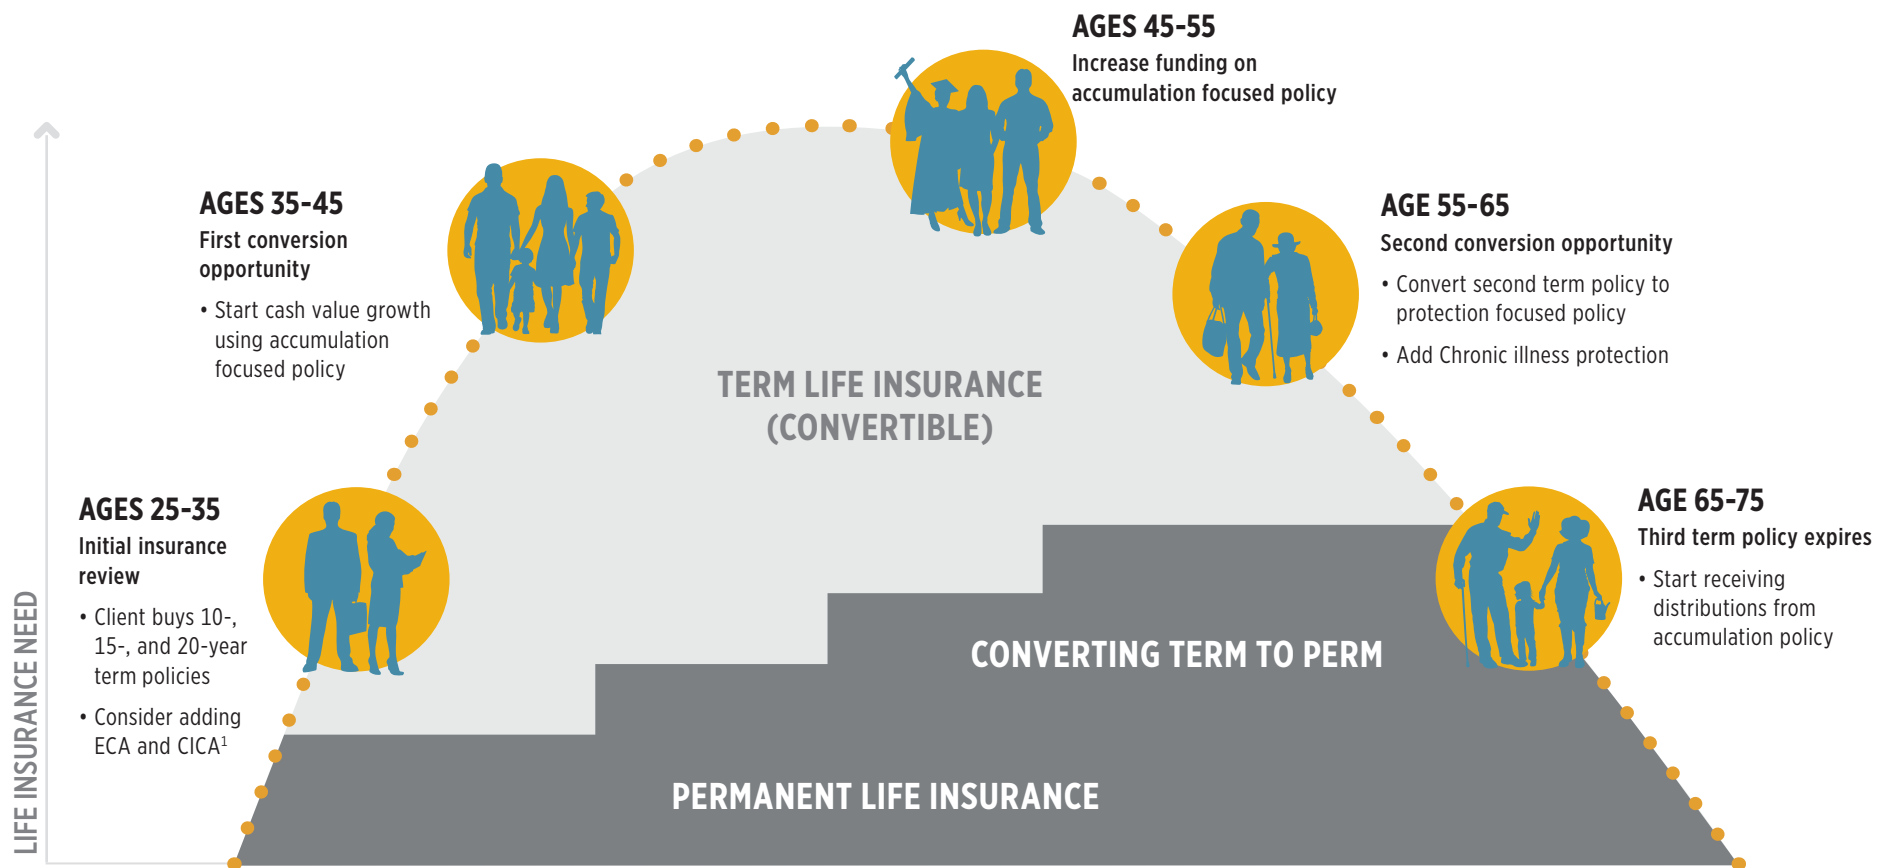 AGES 45-55
Increase funding on
accumulation focused policy
AGES 35-45
First conversion
opportunity
• Start cash value growth
using accumulation
focused policy
AGE 55-65
Second conversion opportunity
• Convert second term policy to
protection focused policy
• Add Chronic illness protection
TERM LIFE INSURANCE
(CONVERTIBLE)
AGES 25-35
Initial insurance
review
• Client buys 10-,
15-, and 20-year
term policies
• Consider adding
ECA and CICA¹
AGE 65-75
Third term policy expires
• Start receiving
distributions from
accumulation policy
CONVERTING TERM TO PERM
PERMANENT LIFE INSURANCE
LIFE INSURANCE NEED